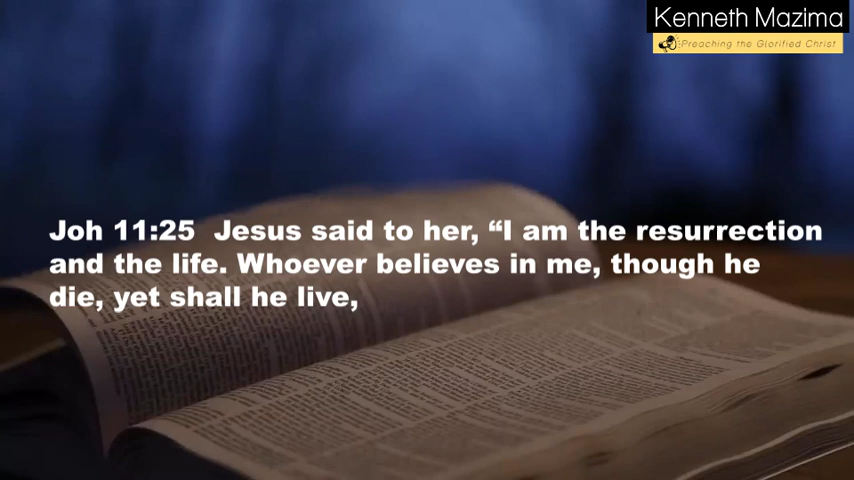 Kenneth Mazima
Preaching the Glorified Christ
Joh 11:25  Jesus said to her, “I am the resurrection
and the life. Whoever believes in me, though he
die, yet shall he live,